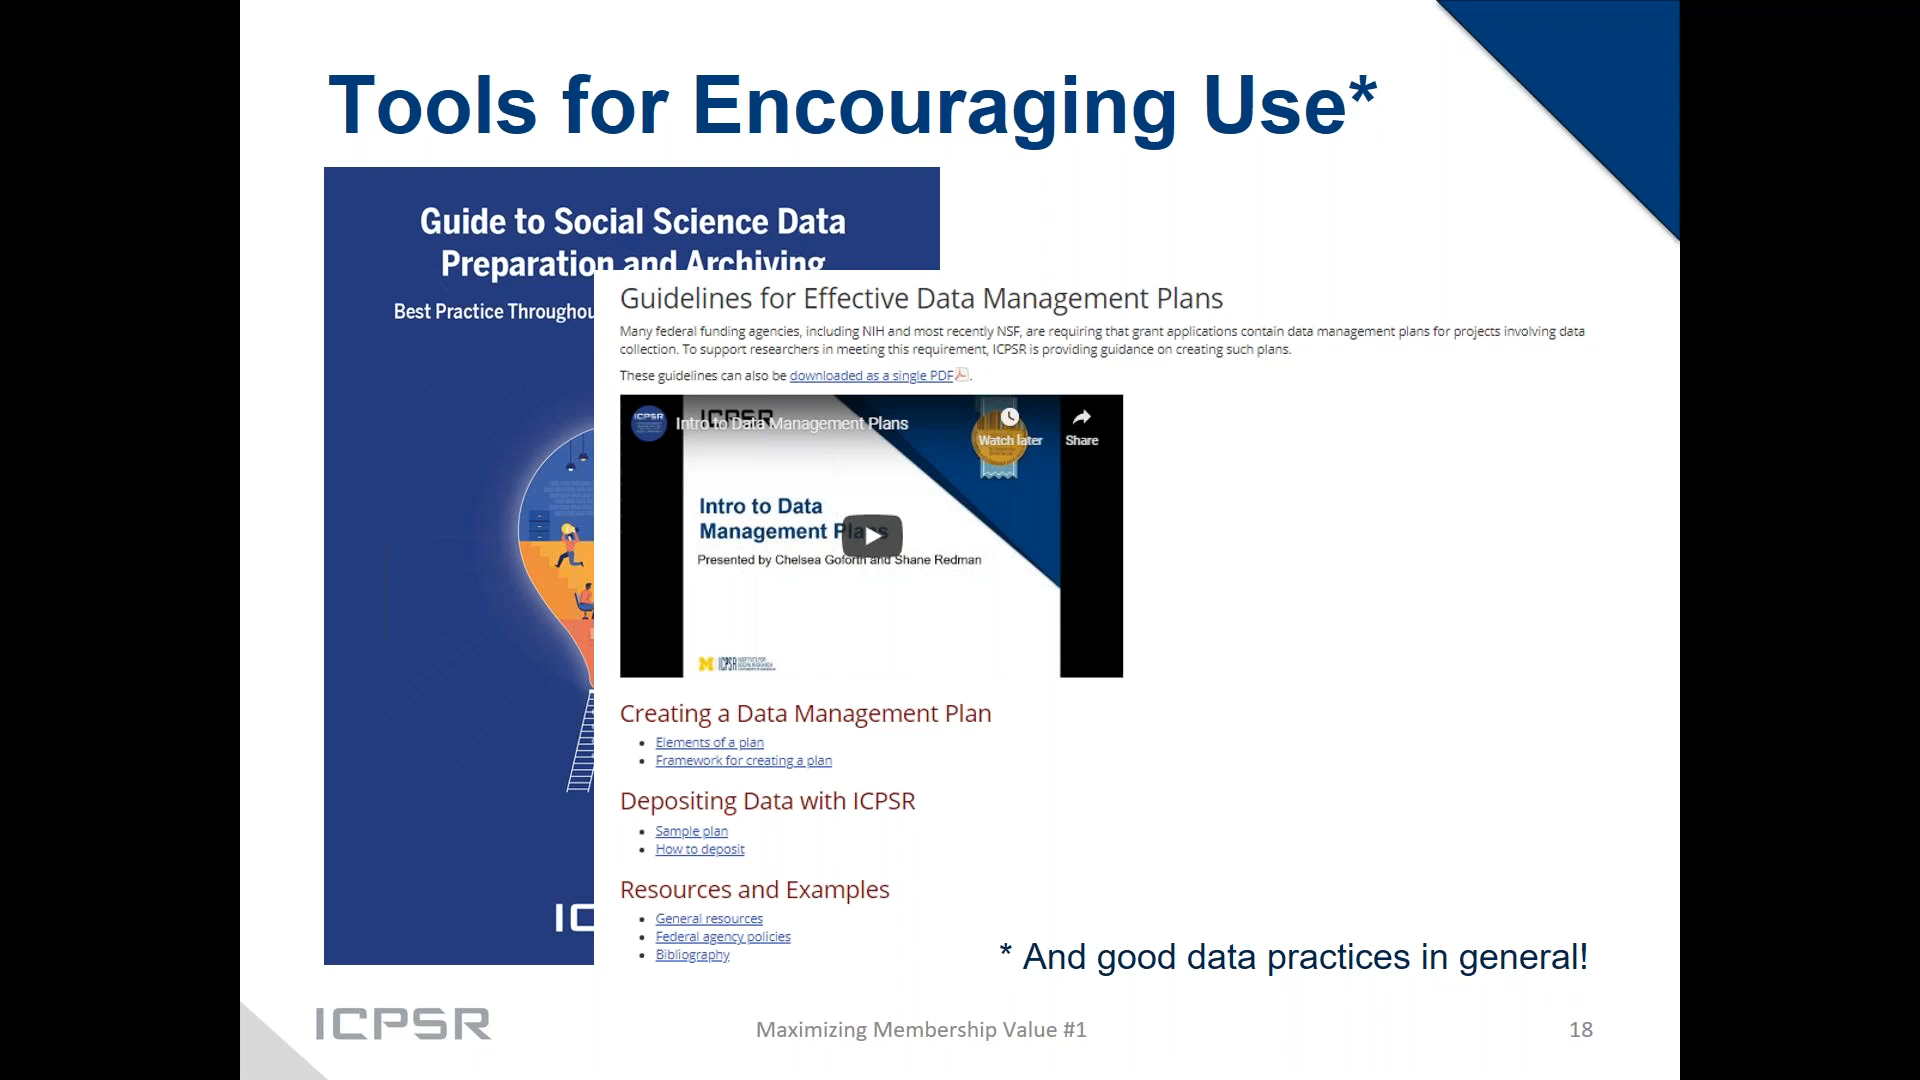 Tools for Encouraging Use*
Guide to Social Science Data
Preparation and Archiving
Best Practice Throughou
Guidelines for Effective Data Management Plans
Many federal funding agencies, including NIH and most recently NSF, are requiring that grant applications contain data management plans for projects involving data
collection. To support researchers in meeting this requirement, ICPSR is providing guidance on creating such plans.
These guidelines can also be downloaded as a single PDF.
ICPSR
ICPSR
Intro to Data Management Plans
Watch later
Share
Intro to Data
Management Plans
Presented by Chelsea Goforth and Shane Redman
M ICPSR
Creating a Data Management Plan
• Elements of a plan
• Framework for creating a plan
Depositing Data with ICPSR
• Sample plan
• How to deposit
Resources and Examples
• General resources
• Federal agency policies
• Bibliography
IC
* And good data practices in general!
ICPSR
Maximizing Membership Value #1
18